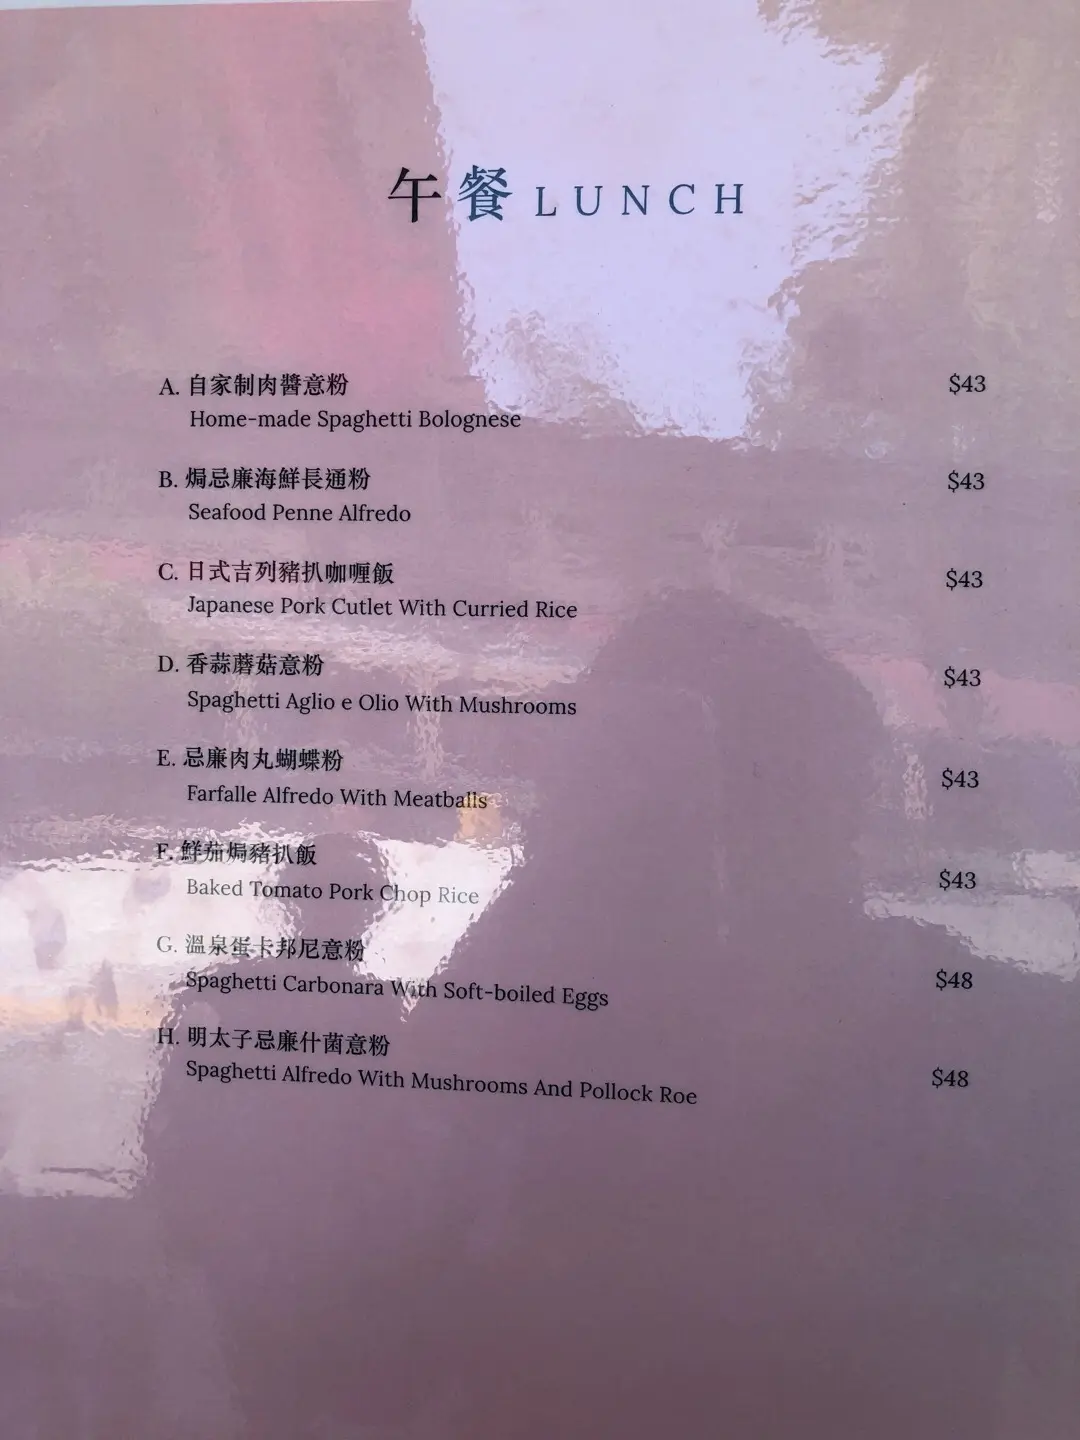 午餐 LUNCH
A. 自家制肉醬意粉 $43
Home-made Spaghetti Bolognese
B. 焗忌廉海鮮長通粉 $43
Seafood Penne Alfredo
C. 日式吉列豬扒咖喱飯 $43
Japanese Pork Cutlet With Curried Rice
D. 香蒜蘑菇意粉 $43
Spaghetti Aglio e Olio With Mushrooms
E. 忌廉肉丸蝴蝶粉 $43
Farfalle Alfredo With Meatballs
F. 鮮茄焗豬扒飯 $43
Baked Tomato Pork Chop Rice
G. 溫泉蛋卡邦尼意粉 $48
Spaghetti Carbonara With Soft-boiled Eggs
H. 明太子忌廉什菌意粉 $48
Spaghetti Alfredo With Mushrooms And Pollock Roe